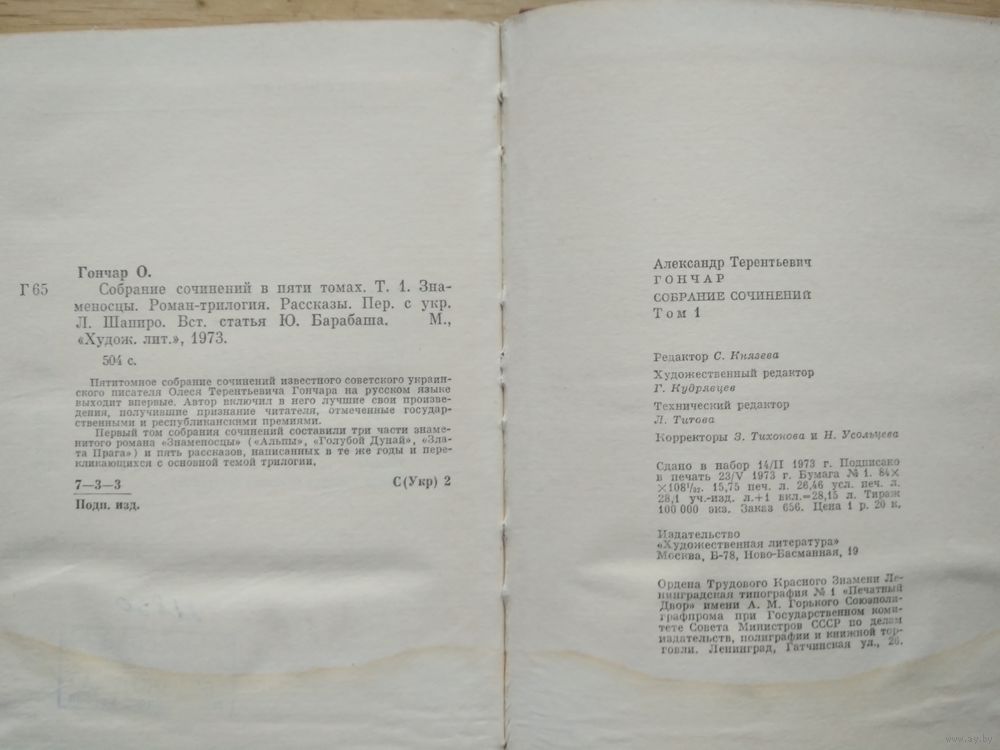 Гончар О.
Г 65
Собрание сочинений в пяти томах. Т. 1. Зна-
меносцы. Роман-трилогия. Рассказы. Пер. с укр.
Л. Шапиро. Вст. статья Ю. Барабаша. М.,
«Худож. лит.», 1973.
504 с.
Пятитомное собрание сочинений известного советского украин-
ского писателя Олеся Терентьевича Гончара на русском языке
выходит впервые. Автор включил в него лучшие свои произве-
дения, получившие признание читателя, отмеченные государ-
ственными и республиканскими премиями.
Первый том собрания сочинений составили три части знаме-
нитого романа «Знаменосцы» («Альпы», «Голубой Дунай», «Зла-
та Прага») и пять рассказов, написанных в те же годы и пере-
кликающихся с основной темой трилогии.
7—3—3
С(Укр) 2
Подп. изд.
Александр Терентьевич
ГОНЧАР
СОБРАНИЕ СОЧИНЕНИЙ
Том 1
Редактор С. Князева
Художественный редактор
Г. Кудрявцев
Технический редактор
Л. Титова
Корректоры З. Тихонова и Н. Усольцева
Сдано в набор 14/II 1973 г. Подписано
в печать 23/V 1973 г. Бумага № 1. 84×
×108¹/₃₂. 15,75 печ. л. 26,46 усл. печ. л.
28,1 уч.-изд. л.+1 вкл.=28,15 л. Тираж
100 000 экз. Заказ 656. Цена 1 р. 20 к.
Издательство
«Художественная литература»
Москва, Б-78, Ново-Басманная, 19
Ордена Трудового Красного Знамени Ле-
нинградская типография № 1 «Печатный
Двор» имени А. М. Горького Союзполи-
графпрома при Государственном коми-
тете Совета Министров СССР по делам
издательств, полиграфии и книжной тор-
говли. Ленинград, Гатчинская ул., 26.
www.ay.by